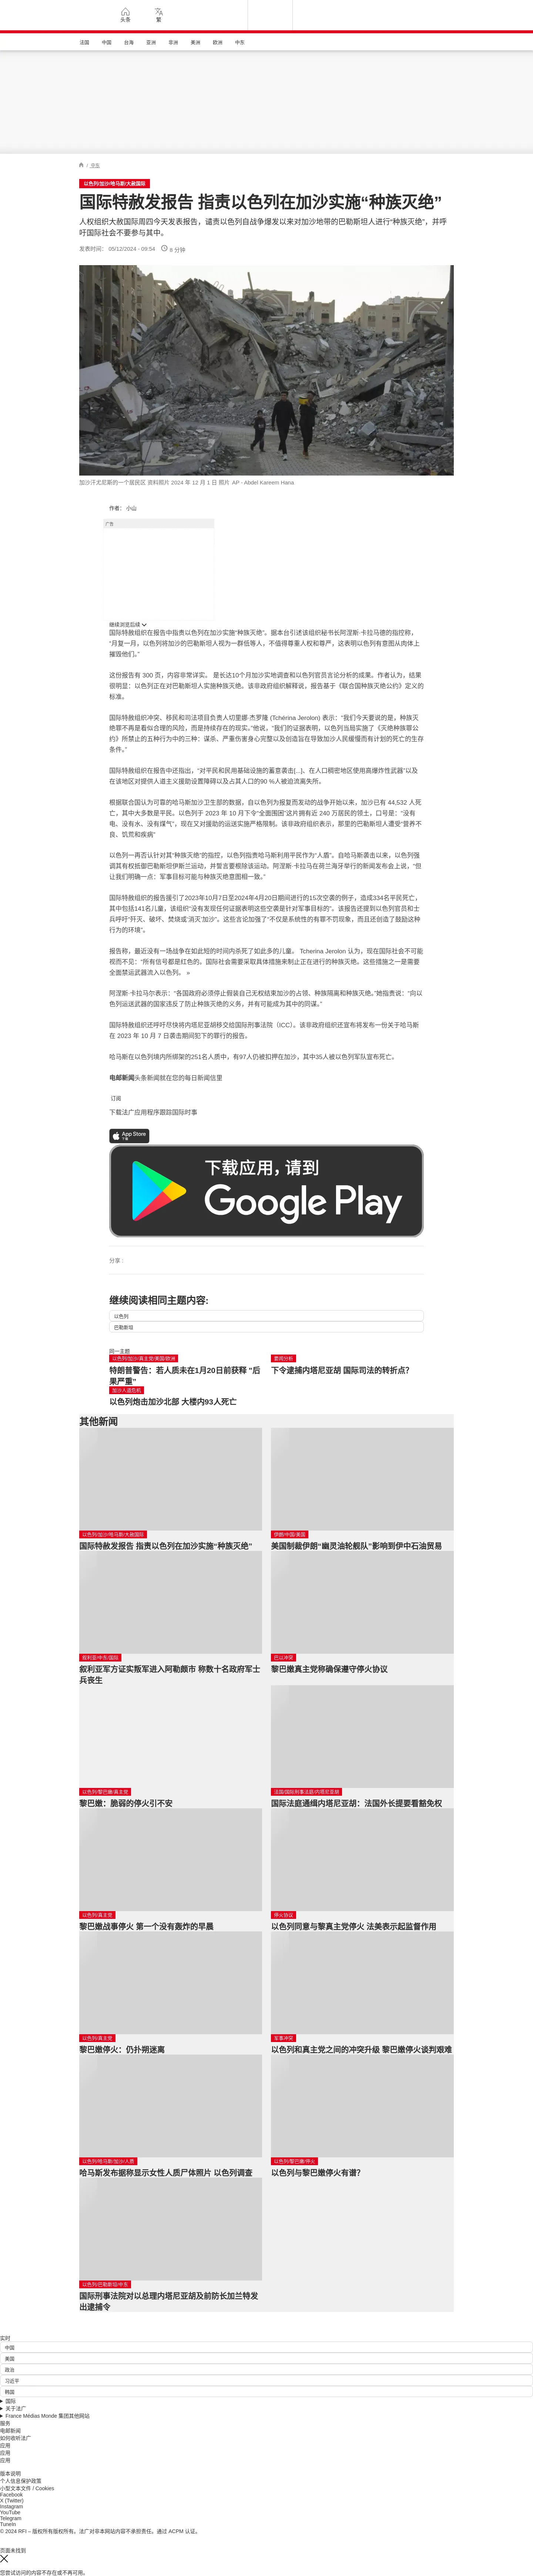 头条
繁
法国
中国
台海
亚洲
非洲
美洲
欧洲
中东
/ 中东
以色列/加沙/哈马斯/大赦国际
国际特赦发报告 指责以色列在加沙实施“种族灭绝”
人权组织大赦国际周四今天发表报告，谴责以色列自战争爆发以来对加沙地带的巴勒斯坦人进行“种族灭绝”，并呼
吁国际社会不要参与其中。
发表时间： 05/12/2024 - 09:54
8 分钟
加沙汗尤尼斯的一个居民区 资料照片 2024 年 12 月 1 日 照片 AP - Abdel Kareem Hana
作者： 小山
广告
继续浏览后续
国际特赦组织在报告中指责以色列在加沙实施“种族灭绝”。据本台引述该组织秘书长阿涅斯·卡拉马德的指控称，
“月复一月，以色列将加沙的巴勒斯坦人视为一群低等人，不值得尊重人权和尊严，这表明以色列有意图从肉体上
摧毁他们。”
这份报告有 300 页，内容非常详实。 是长达10个月加沙实地调查和以色列官员言论分析的成果。作者认为，结果
很明显：以色列正在对巴勒斯坦人实施种族灭绝。该非政府组织解释说，报告基于《联合国种族灭绝公约》定义的
标准。
国际特赦组织冲突、移民和司法项目负责人切里娜·杰罗隆 (Tchérina Jerolon) 表示：“我们今天要说的是，种族灭
绝罪不再是看似合理的风险，而是持续存在的现实。”他说。“我们的证据表明，以色列当局实施了《灭绝种族罪公
约》所禁止的五种行为中的三种：谋杀、严重伤害身心完整以及创造旨在导致加沙人民缓慢而有计划的死亡的生存
条件。”
国际特赦组织在报告中还指出，“对平民和民用基础设施的蓄意袭击[...]、在人口稠密地区使用高爆炸性武器”以及
在该地区对提供人道主义援助设置障碍以及占其人口的90 %人被迫流离失所。
根据联合国认为可靠的哈马斯加沙卫生部的数据，自以色列为报复而发动的战争开始以来，加沙已有 44,532 人死
亡，其中大多数是平民。以色列于 2023 年 10 月下令“全面围困”这片拥有近 240 万居民的领土，口号是：“没有
电、没有水、没有煤气”，现在又对援助的运送实施严格限制。该非政府组织表示，那里的巴勒斯坦人遭受“营养不
良、饥荒和疾病”
以色列一再否认针对其“种族灭绝”的指控，以色列指责哈马斯利用平民作为“人盾”。自哈马斯袭击以来，以色列强
调其有权抵御巴勒斯坦伊斯兰运动，并誓言要根除该运动。阿涅斯·卡拉马在荷兰海牙举行的新闻发布会上说，“但
让我们明确一点：军事目标可能与种族灭绝意图相一致。”
国际特赦组织的报告援引了2023年10月7日至2024年4月20日期间进行的15次空袭的例子，造成334名平民死亡，
其中包括141名儿童，该组织“没有发现任何证据表明这些空袭是针对军事目标的”。该报告还提到以色列官员和士
兵呼吁“歼灭、破坏、焚烧或‘消灭’加沙”。这些言论加强了“不仅是系统性的有罪不罚现象，而且还创造了鼓励这种
行为的环境”。
报告称，最近没有一场战争在如此短的时间内杀死了如此多的儿童。 Tcherina Jerolon 认为，现在国际社会不可能
视而不见：“所有信号都是红色的。国际社会需要采取具体措施来制止正在进行的种族灭绝。这些措施之一是需要
全面禁运武器流入以色列。 »
阿涅斯·卡拉马尔表示：“各国政府必须停止假装自己无权结束加沙的占领、种族隔离和种族灭绝。”她指责说：“向以
色列运送武器的国家违反了防止种族灭绝的义务，并有可能成为其中的同谋。”
国际特赦组织还呼吁尽快将内塔尼亚胡移交给国际刑事法院（ICC）。该非政府组织还宣布将发布一份关于哈马斯
在 2023 年 10 月 7 日袭击期间犯下的罪行的报告。
哈马斯在以色列境内所绑架的251名人质中，有97人仍被扣押在加沙，其中35人被以色列军队宣布死亡。
电邮新闻头条新闻就在您的每日新闻信里
订阅
下载法广应用程序跟踪国际时事
App Store
下载
下载应用，请到
Google Play
分享：
继续阅读相同主题内容:
以色列
巴勒斯坦
同一主题
以色列/加沙/真主党/美国/欧洲
特朗普警告：若人质未在1月20日前获释 “后
果严重”
要闻分析
下令逮捕内塔尼亚胡 国际司法的转折点？
加沙人道危机
以色列炮击加沙北部 大楼内93人死亡
其他新闻
以色列/加沙/哈马斯/大赦国际
国际特赦发报告 指责以色列在加沙实施“种族灭绝”
伊朗/中国/美国
美国制裁伊朗“幽灵油轮舰队”影响到伊中石油贸易
叙利亚/中东/国际
叙利亚军方证实叛军进入阿勒颇市 称数十名政府军士
兵丧生
巴以冲突
黎巴嫩真主党称确保遵守停火协议
以色列/黎巴嫩/真主党
黎巴嫩：脆弱的停火引不安
法国/国际刑事法庭/内塔尼亚胡
国际法庭通缉内塔尼亚胡：法国外长提要看豁免权
以色列/真主党
黎巴嫩战事停火 第一个没有轰炸的早晨
停火协议
以色列同意与黎真主党停火 法美表示起监督作用
以色列/真主党
黎巴嫩停火：仍扑朔迷离
军事冲突
以色列和真主党之间的冲突升级 黎巴嫩停火谈判艰难
以色列/哈马斯/加沙/人质
哈马斯发布据称显示女性人质尸体照片 以色列调查
以色列/黎巴嫩/停火
以色列与黎巴嫩停火有谱？
以色列/巴勒斯坦/中东
国际刑事法院对以总理内塔尼亚胡及前防长加兰特发
出逮捕令
实时
中国
美国
政治
习近平
韩国
国际
关于法广
France Médias Monde 集团其他网站
服务
电邮新闻
如何收听法广
应用
应用
应用
版本说明
个人信息保护政策
小型文本文件 / Cookies
Facebook
X (Twitter)
Instagram
YouTube
Telegram
TuneIn
© 2024 RFI – 版权所有版权所有。法广对非本网站内容不承担责任。通过 ACPM 认证。
页面未找到
您尝试访问的内容不存在或不再可用。